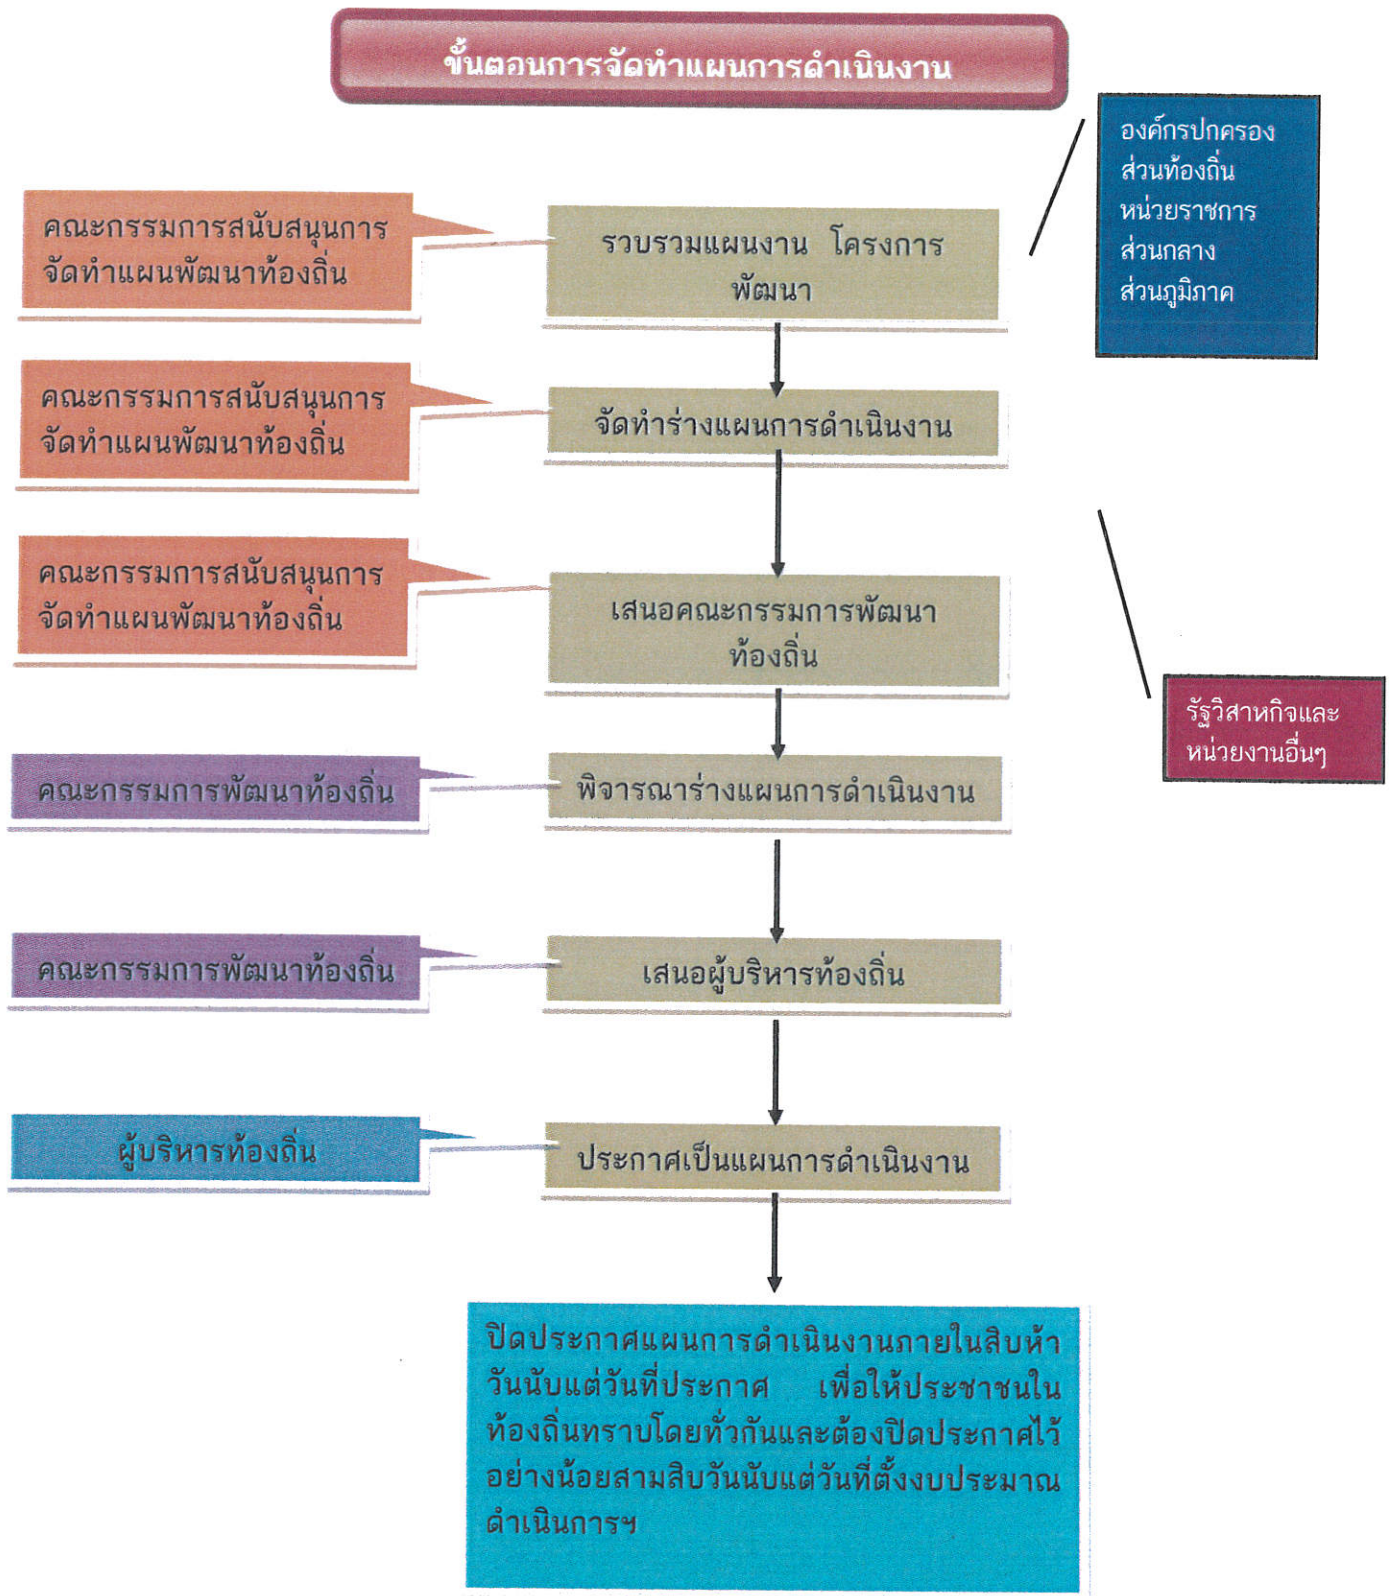 ขั้นตอนการจัดทำแผนการดำเนินงาน
องค์กรปกครอง
ส่วนท้องถิ่น
หน่วยราชการ
ส่วนกลาง
ส่วนภูมิภาค
คณะกรรมการสนับสนุนการ
จัดทำแผนพัฒนาท้องถิ่น
รวบรวมแผนงาน โครงการ
พัฒนา
คณะกรรมการสนับสนุนการ
จัดทำแผนพัฒนาท้องถิ่น
จัดทำร่างแผนการดำเนินงาน
คณะกรรมการสนับสนุนการ
จัดทำแผนพัฒนาท้องถิ่น
เสนอคณะกรรมการพัฒนา
ท้องถิ่น
รัฐวิสาหกิจและ
หน่วยงานอื่นๆ
คณะกรรมการพัฒนาท้องถิ่น
พิจารณาร่างแผนการดำเนินงาน
คณะกรรมการพัฒนาท้องถิ่น
เสนอผู้บริหารท้องถิ่น
ผู้บริหารท้องถิ่น
ประกาศเป็นแผนการดำเนินงาน
ปิดประกาศแผนการดำเนินงานภายในสิบห้า
วันนับแต่วันที่ประกาศ เพื่อให้ประชาชนใน
ท้องถิ่นทราบโดยทั่วกันและต้องปิดประกาศไว้
อย่างน้อยสามสิบวันนับแต่วันที่ตั้งงบประมาณ
ดำเนินการฯ